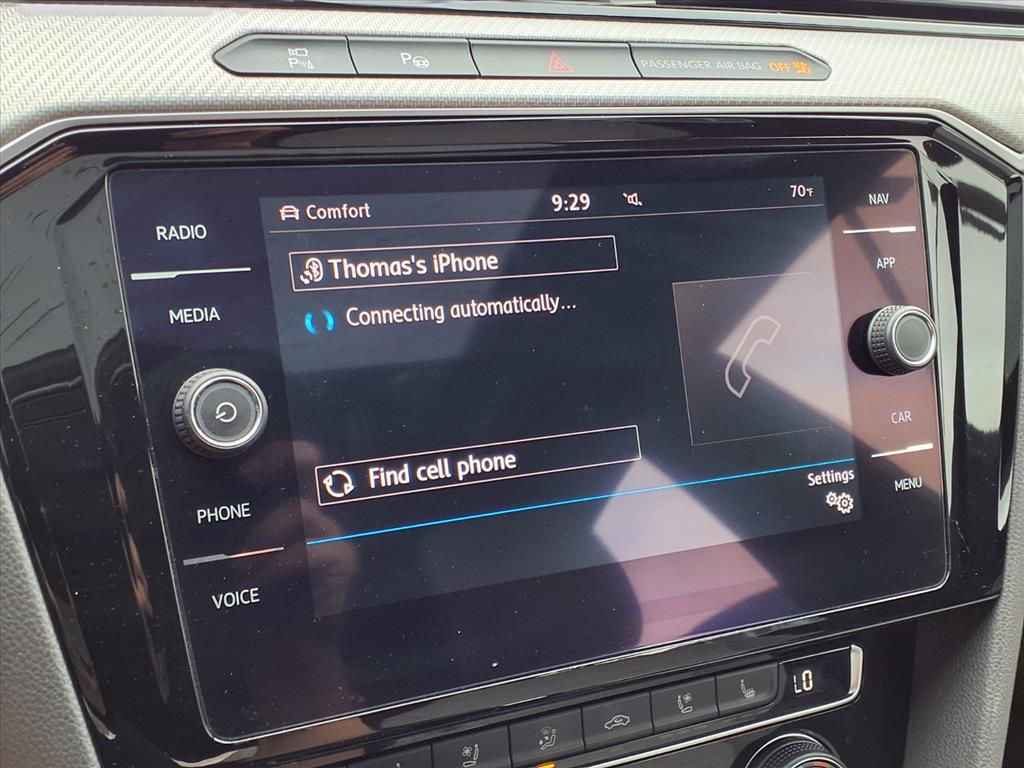 P
P
PASSENGER AIR BAG OFF
Comfort
9:29
70°F
RADIO
MEDIA
PHONE
VOICE
Thomas's iPhone
Connecting automatically...
Find cell phone
Settings
NAV
APP
CAR
MENU
LO